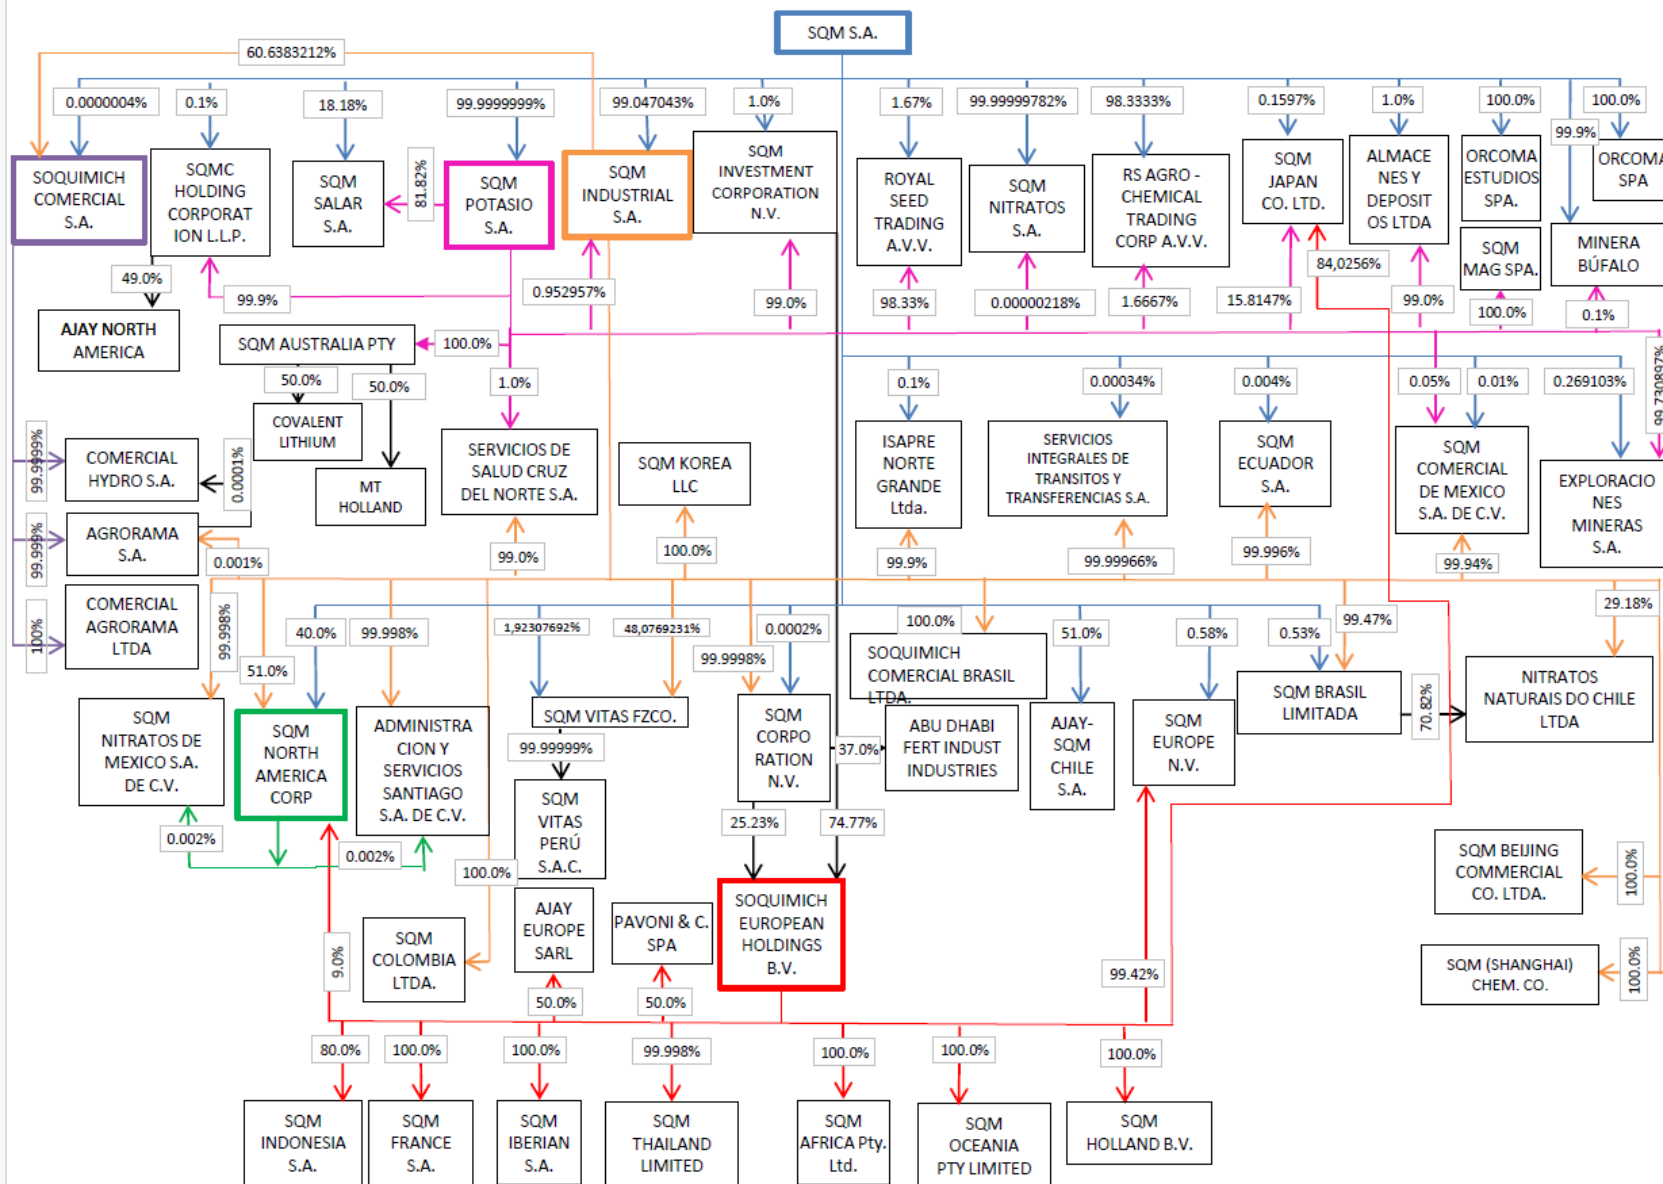 SQM S.A.
60.6383212%
0.0000004%
0.1%
18.18%
99.9999999%
99.047043%
1.0%
1.67%
99.99999782%
98.3333%
0.1597%
1.0%
100.0%
99.9%
100.0%
SOQUIMICH
COMERCIAL
S.A.
SQMC
HOLDING
CORPORAT
ION L.L.P.
SQM
SALAR
S.A.
81.82%
SQM
POTASIO
S.A.
SQM
INDUSTRIAL
S.A.
SQM
INVESTMENT
CORPORATION
N.V.
ROYAL
SEED
TRADING
A.V.V.
SQM
NITRATOS
S.A.
RS AGRO -
CHEMICAL
TRADING
CORP A.V.V.
SQM
JAPAN
CO. LTD.
ALMACE
NES Y
DEPOSIT
OS LTDA
ORCOMA
ESTUDIOS
SPA.
ORCOMA
SPA
SQM
MAG SPA.
MINERA
BÚFALO
49.0%
99.9%
0.952957%
99.0%
98.33%
0.00000218%
1.6667%
15.8147%
84,0256%
99.0%
100.0%
0.1%
AJAY NORTH
AMERICA
SQM AUSTRALIA PTY
100.0%
50.0%
50.0%
1.0%
0.1%
0.00034%
0.004%
0.05%
0.01%
0.269103%
99.730897%
COVALENT
LITHIUM
MT
HOLLAND
99.9999%
COMERCIAL
HYDRO S.A.
0.0001%
SERVICIOS DE
SALUD CRUZ
DEL NORTE S.A.
SQM KOREA
LLC
ISAPRE
NORTE
GRANDE
Ltda.
SERVICIOS
INTEGRALES DE
TRANSITOS Y
TRANSFERENCIAS S.A.
SQM
ECUADOR
S.A.
SQM
COMERCIAL
DE MEXICO
S.A. DE C.V.
EXPLORACIO
NES
MINERAS
S.A.
99.999%
AGRORAMA
S.A.
0.001%
99.0%
100.0%
99.9%
99.99966%
99.996%
99.94%
100%
COMERCIAL
AGRORAMA
LTDA
99.998%
51.0%
40.0%
99.998%
1,92307692%
48,0769231%
99.9998%
0.0002%
100.0%
51.0%
0.58%
0.53%
99.47%
29.18%
SQM
NITRATOS DE
MEXICO S.A.
DE C.V.
SQM
NORTH
AMERICA
CORP
ADMINISTRA
CION Y
SERVICIOS
SANTIAGO
S.A. DE C.V.
SQM VITAS FZCO.
99.99999%
SQM
VITAS
PERÚ
S.A.C.
SQM
CORPO
RATION
N.V.
37.0%
SOQUIMICH
COMERCIAL BRASIL
LTDA.
ABU DHABI
FERT INDUST
INDUSTRIES
AJAY-
SQM
CHILE
S.A.
SQM
EUROPE
N.V.
SQM BRASIL
LIMITADA
70.82%
NITRATOS
NATURAIS DO CHILE
LTDA
0.002%
0.002%
100.0%
25.23%
74.77%
SQM BEIJING
COMMERCIAL
CO. LTDA.
100.0%
9.0%
SQM
COLOMBIA
LTDA.
AJAY
EUROPE
SARL
PAVONI & C.
SPA
SOQUIMICH
EUROPEAN
HOLDINGS
B.V.
99.42%
SQM (SHANGHAI)
CHEM. CO.
100.0%
50.0%
50.0%
80.0%
100.0%
100.0%
99.998%
100.0%
100.0%
100.0%
SQM
INDONESIA
S.A.
SQM
FRANCE
S.A.
SQM
IBERIAN
S.A.
SQM
THAILAND
LIMITED
SQM
AFRICA Pty.
Ltd.
SQM
OCEANIA
PTY LIMITED
SQM
HOLLAND B.V.